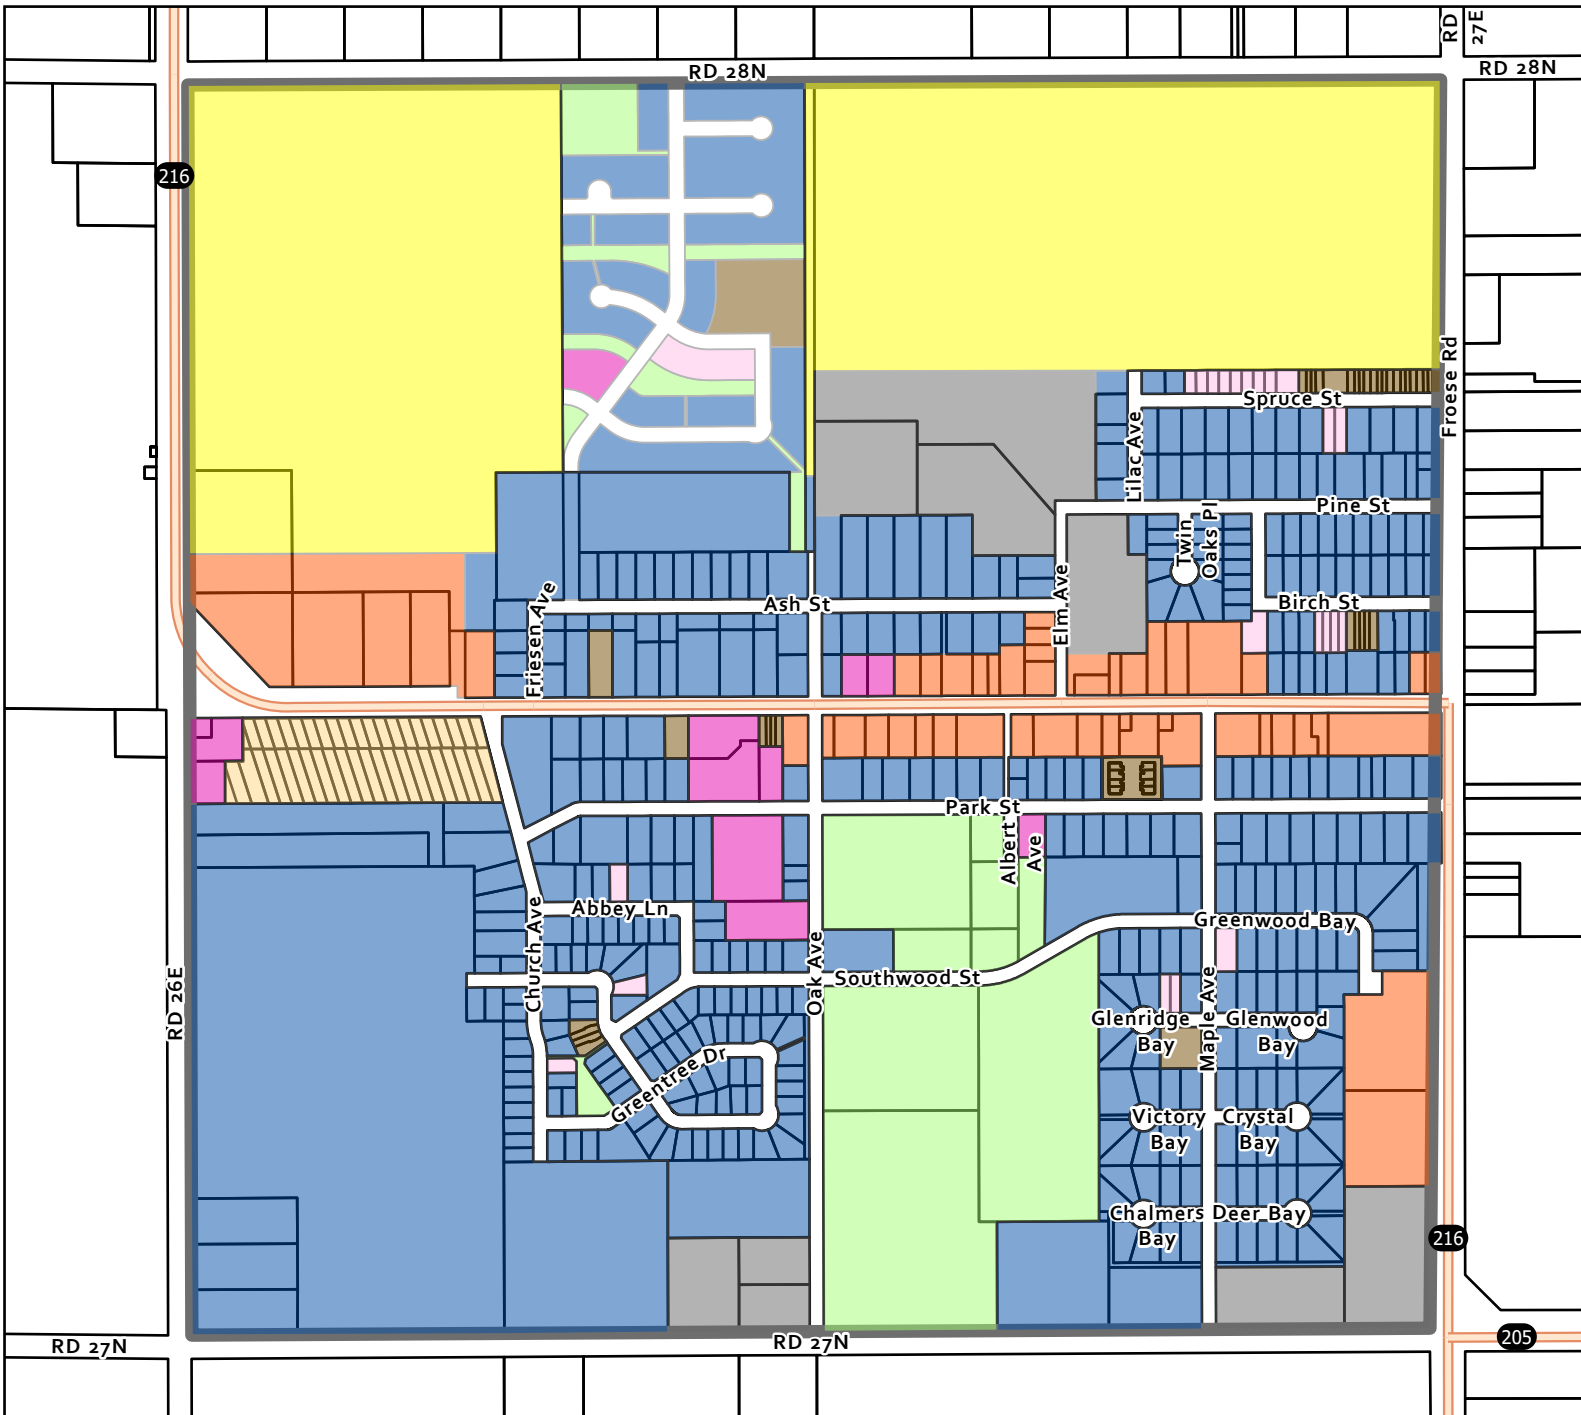 RD
27E
RD 28N
RD 28N
216
Froese Rd
Spruce St
Lilac Ave
Pine St
Twin
Oaks Pl
Elm Ave
Friesen Ave
Ash St
Birch St
Park St
Albert
Ave
Church Ave
Abbey Ln
Greenwood Bay
Oak Ave
Southwood St
RD 26E
Maple Ave
Glenridge
Bay
Glenwood
Bay
Greentree Dr
Victory
Bay
Crystal
Bay
Chalmers
Bay
Deer Bay
216
RD 27N
RD 27N
205